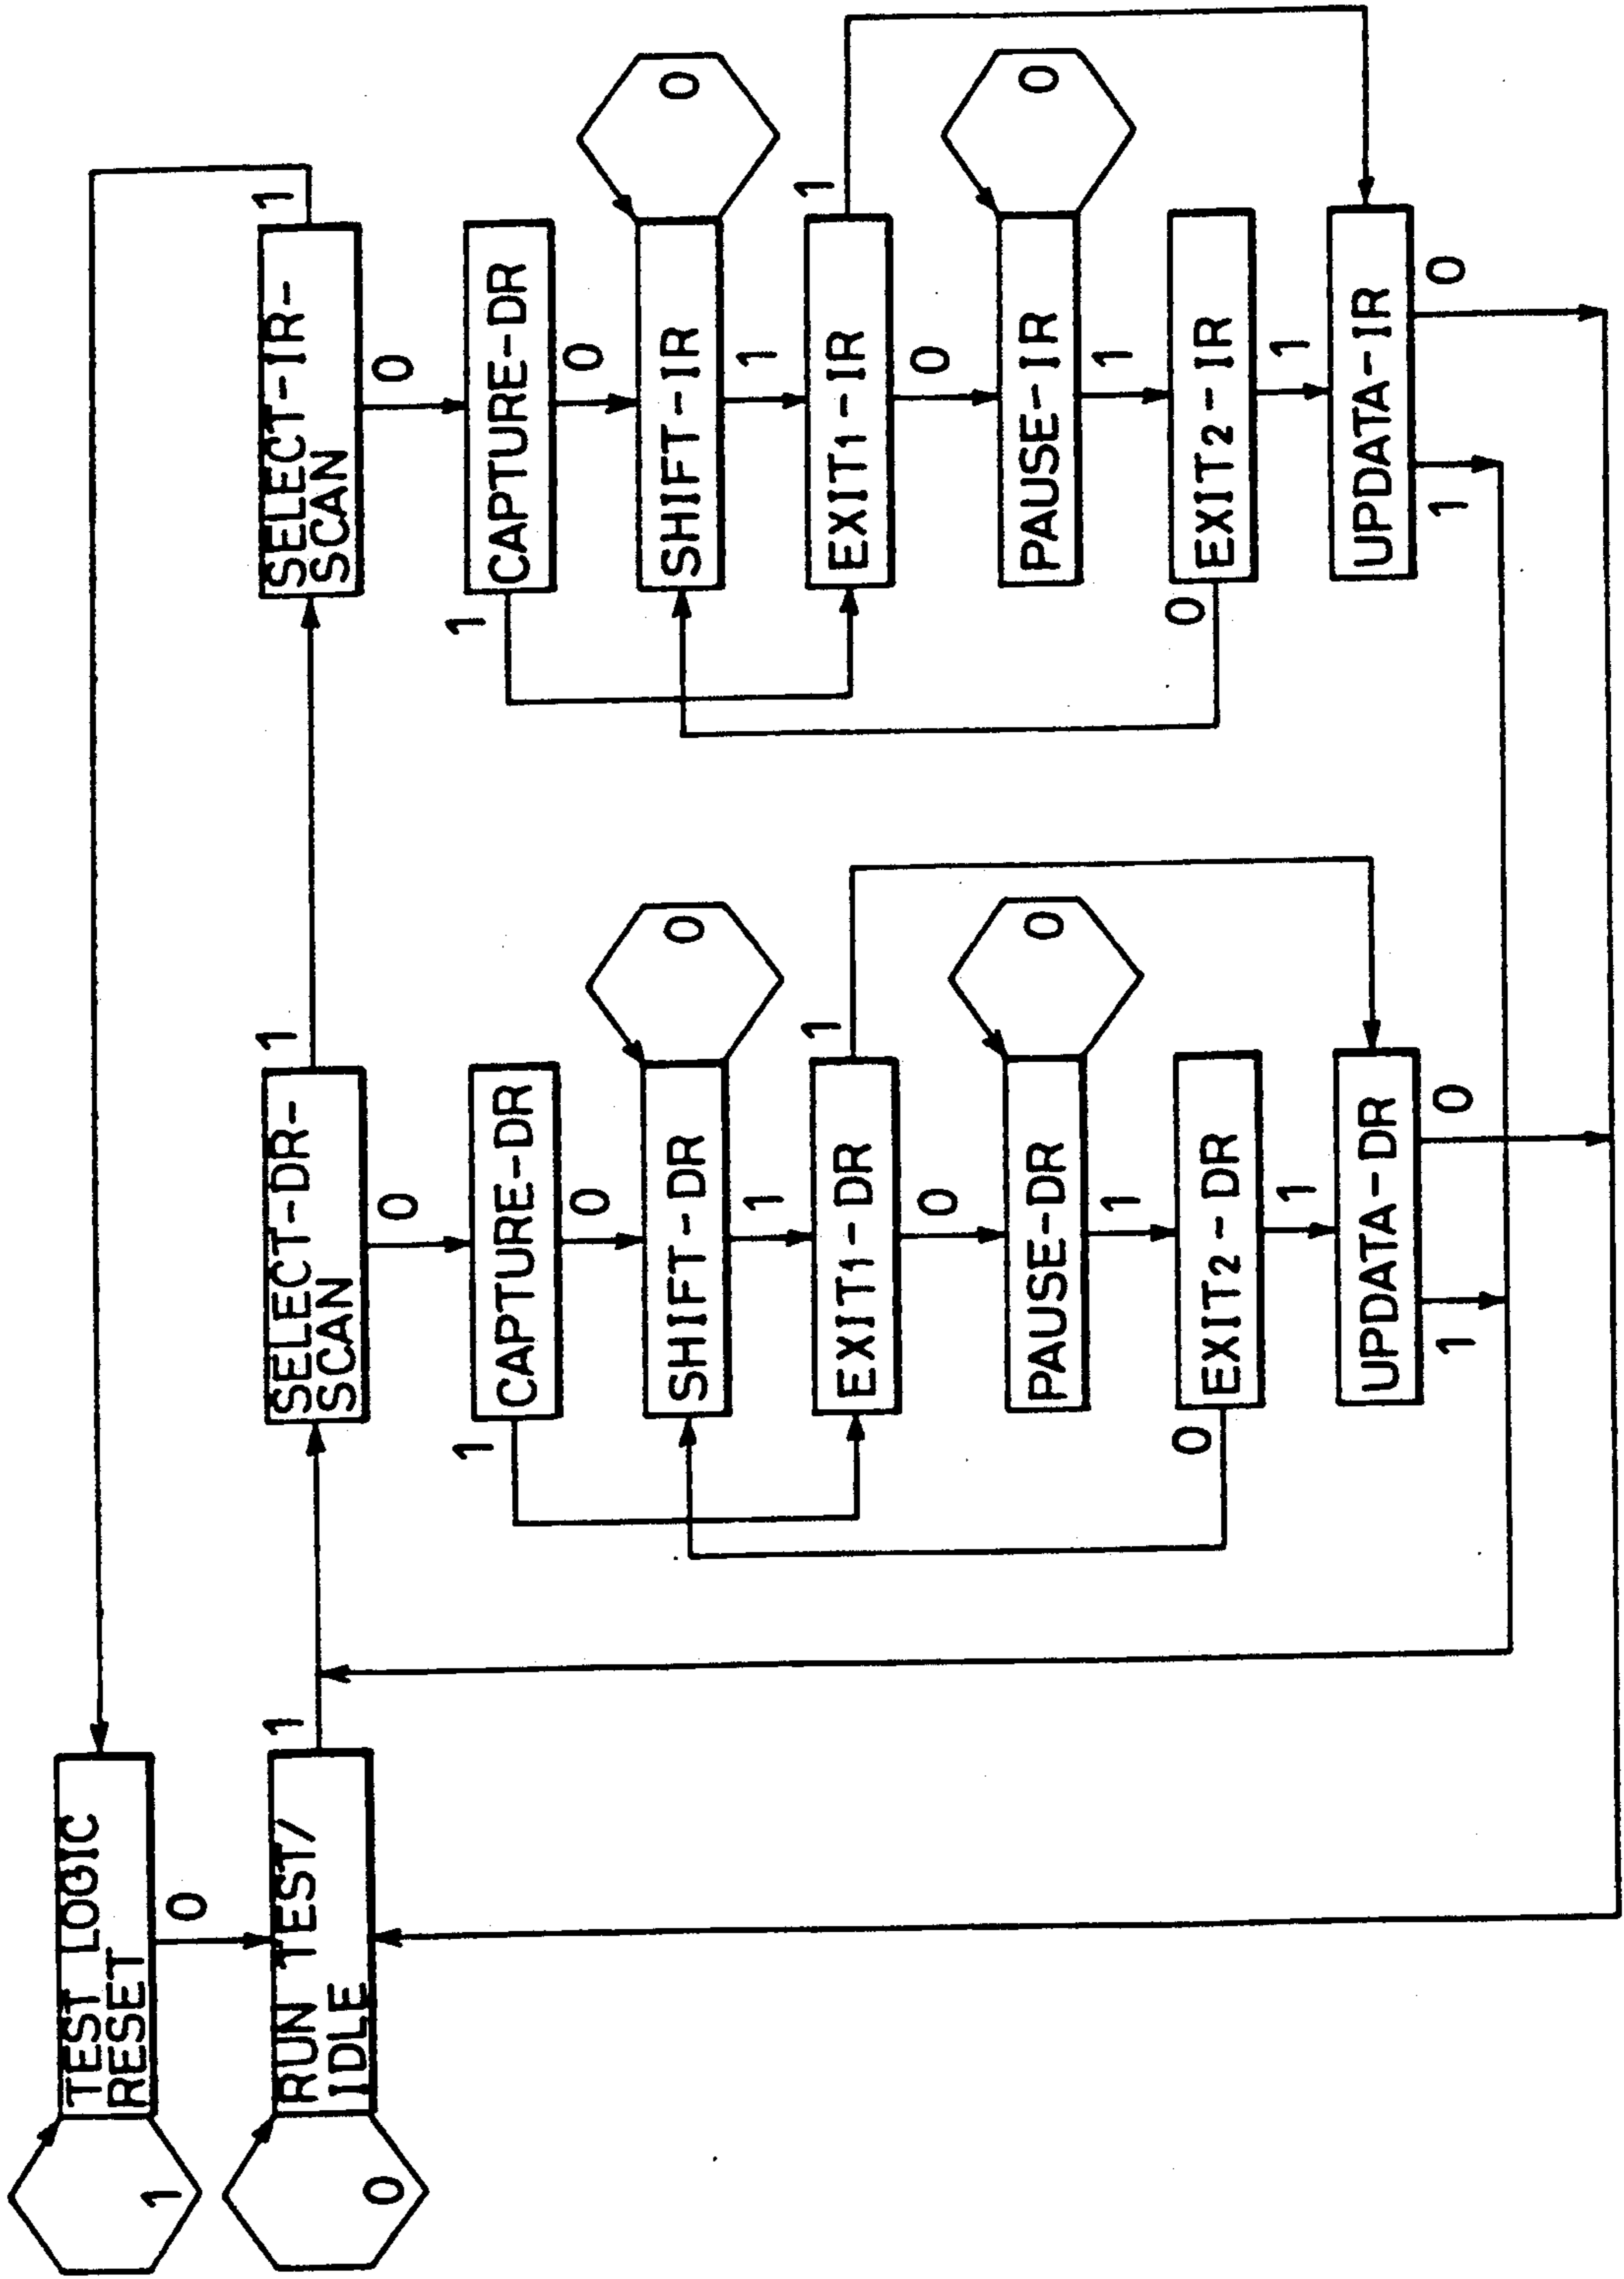 TEST LOGIC
RESET
1
0
RUN TEST/
IDLE
0
1
SELECT-DR-
SCAN
1
0
CAPTURE-DR
1
0
SHIFT-DR
0
1
EXIT1-DR
1
0
PAUSE-DR
0
1
EXIT2-DR
0
1
UPDATA-DR
1
0
SELECT-IR-
SCAN
1
0
CAPTURE-DR
1
0
SHIFT-IR
0
1
EXIT1-IR
1
0
PAUSE-IR
0
1
EXIT2-IR
0
1
UPDATA-IR
1
0